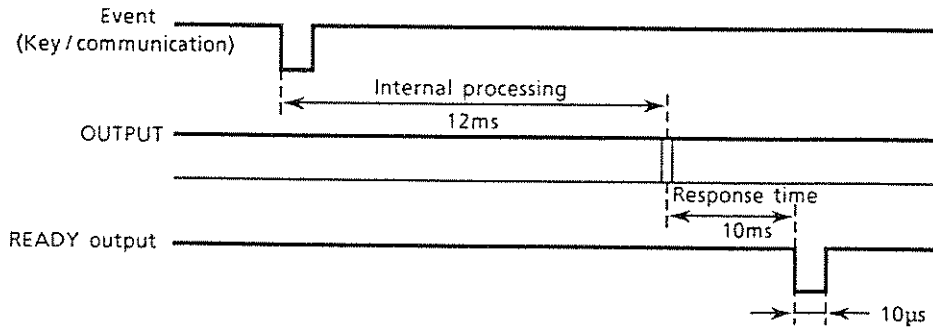 Event
(Key/communication)
Internal processing
12ms
OUTPUT
Response time
10ms
READY output
10µs